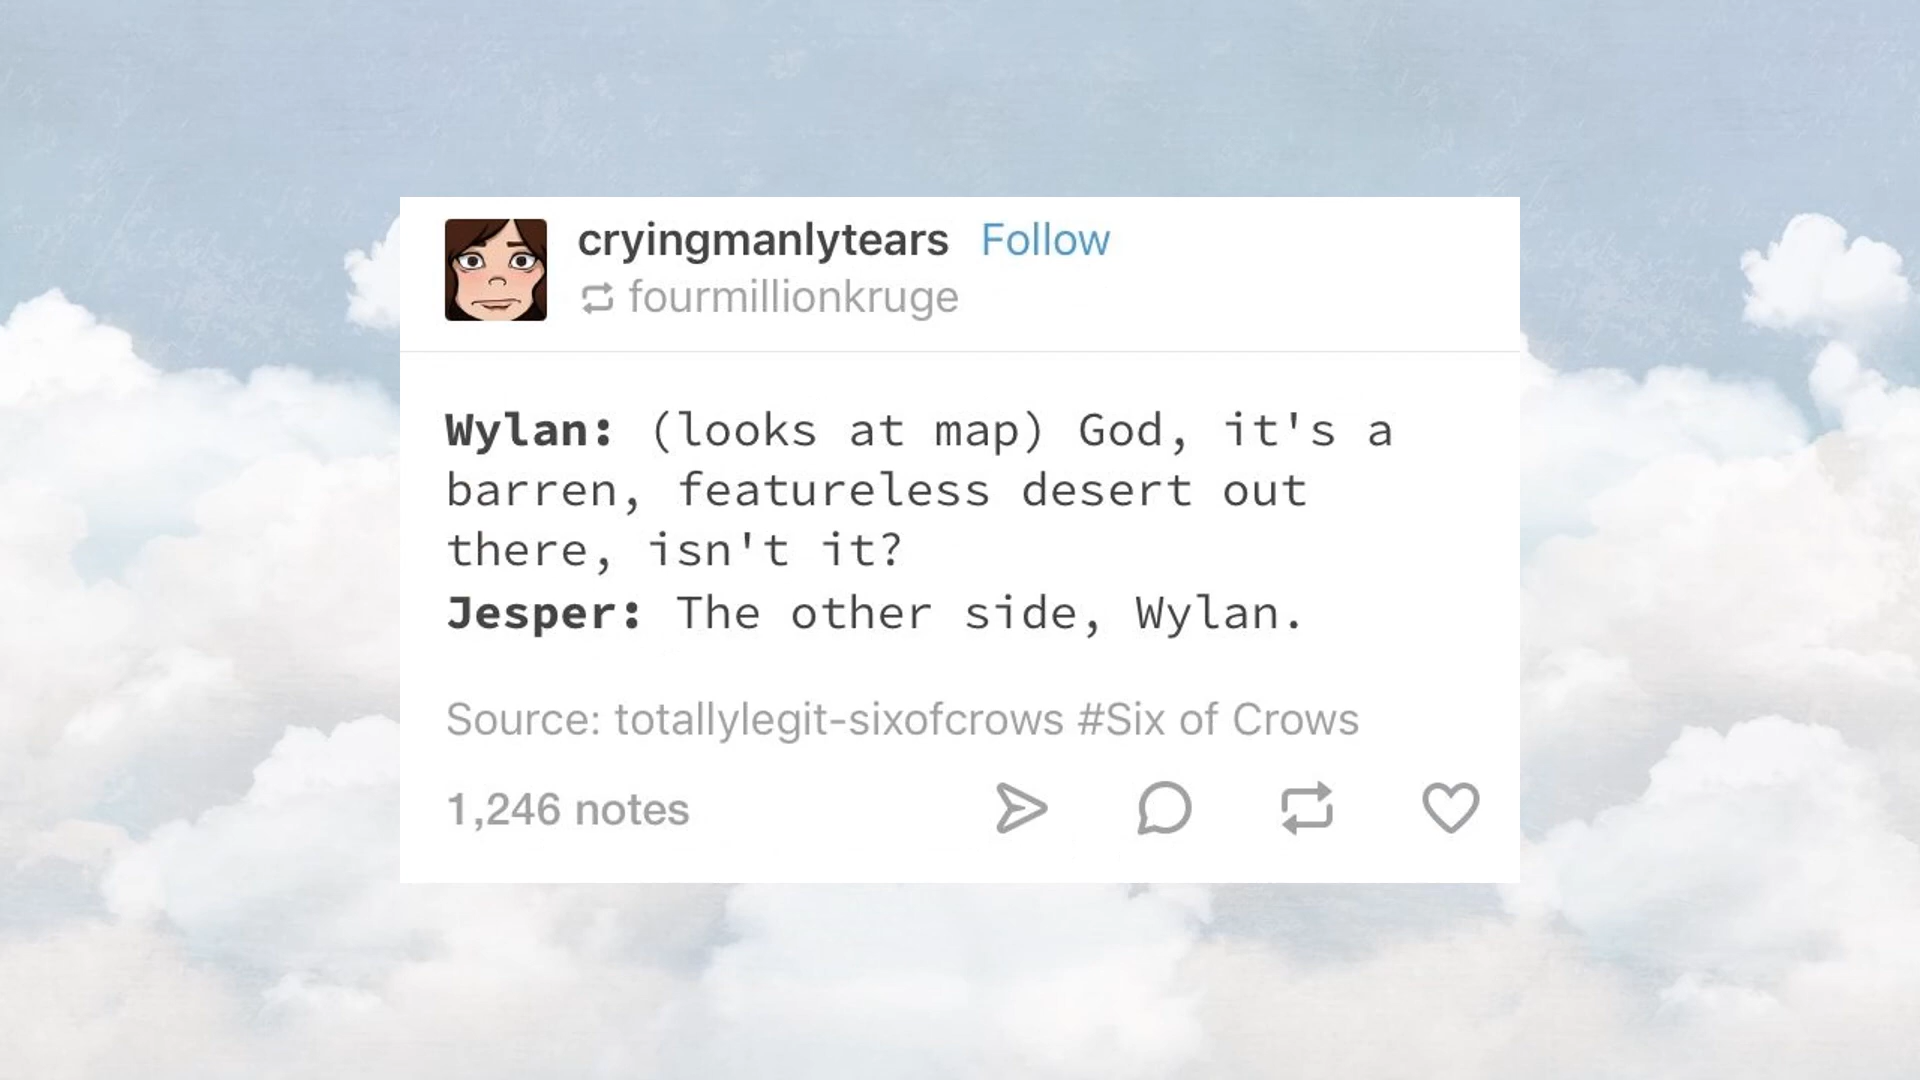 cryingmanlytears Follow
fourmillionkruge
Wylan: (looks at map) God, it's a
barren, featureless desert out
there, isn't it?
Jesper: The other side, Wylan.
Source: totallylegit-sixofcrows #Six of Crows
1,246 notes